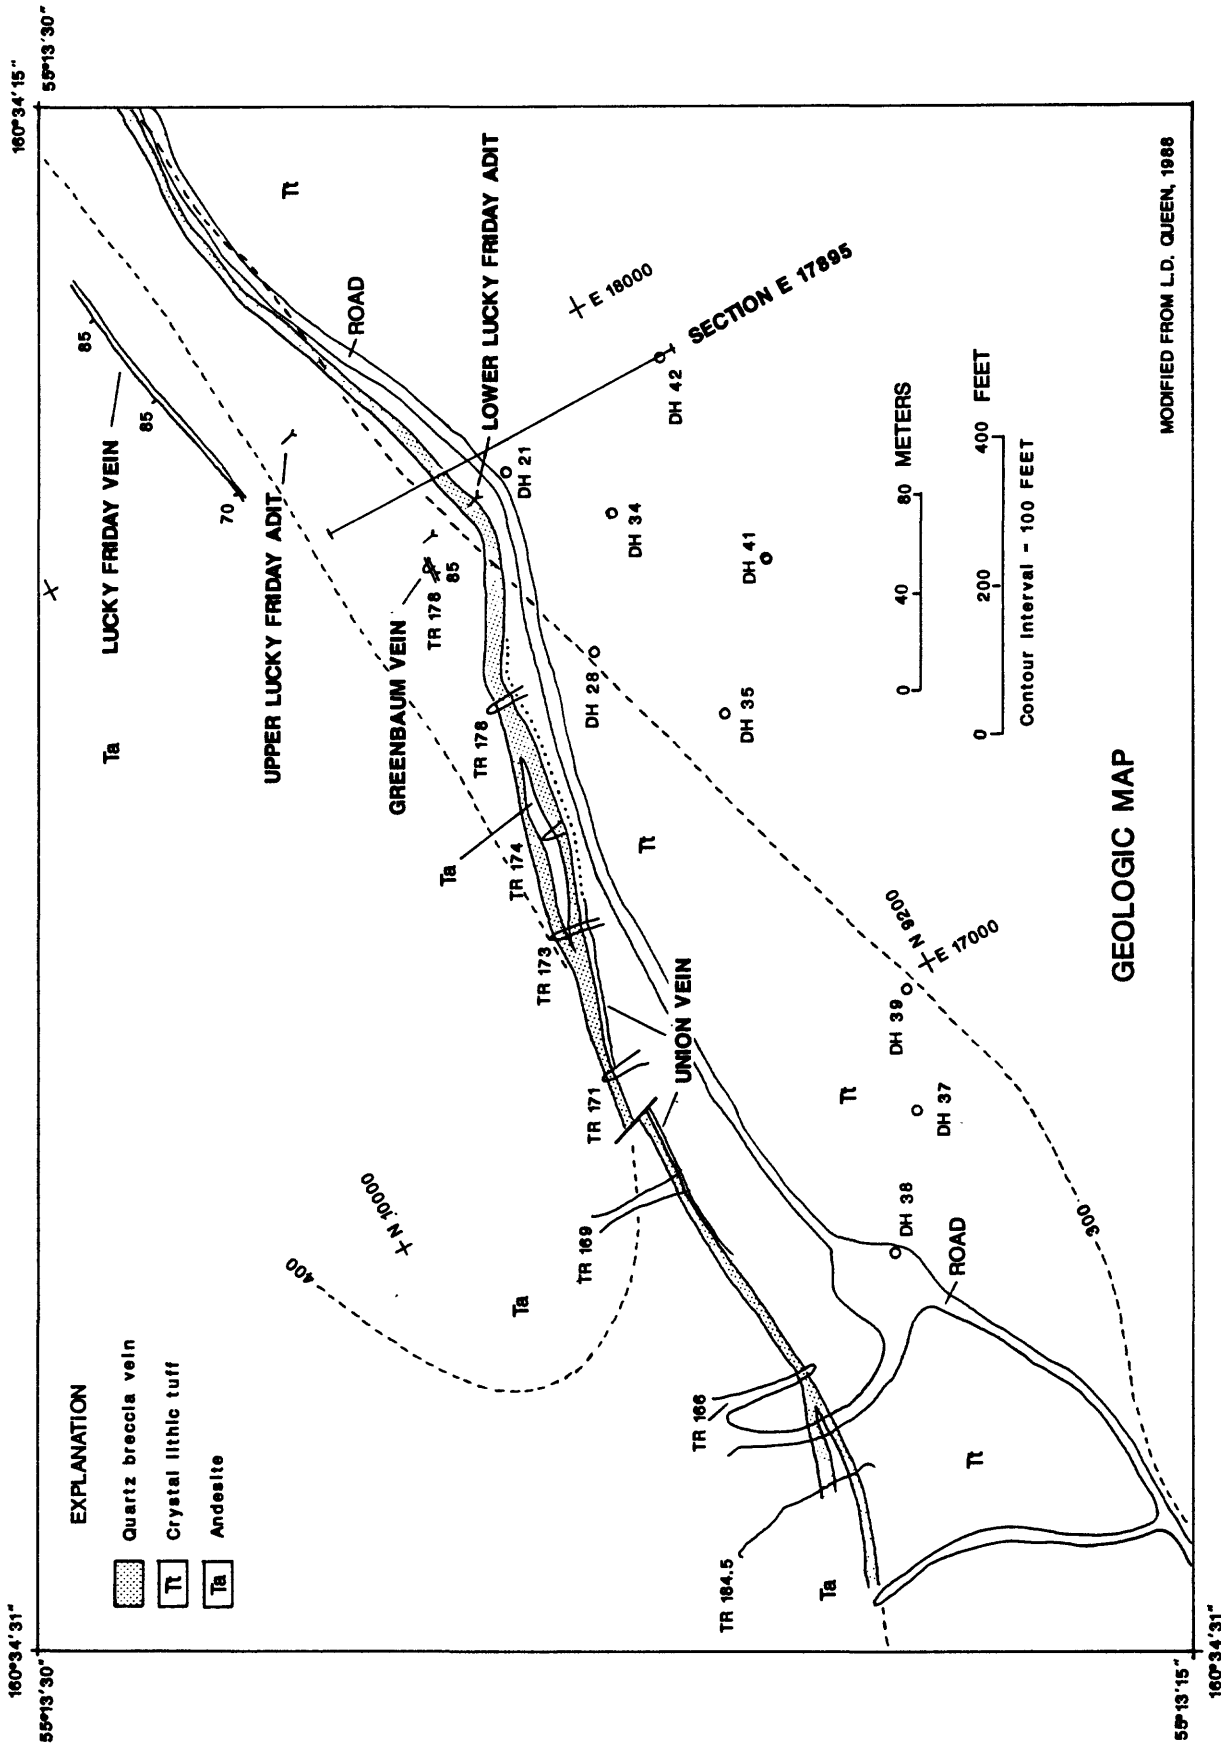 160°34'31"
160°34'15"
55°13'30"
55°13'30"
EXPLANATION
Quartz breccia vein
Tt
Crystal lithic tuff
Ta
Andesite
Ta
LUCKY FRIDAY VEIN
85
85
70
UPPER LUCKY FRIDAY ADIT
Tt
400
N 10000
ROAD
GREENBAUM VEIN
TR 178
85
LOWER LUCKY FRIDAY ADIT
Ta
Ta
TR 178
TR 174
TR 173
TR 171
TR 169
DH 21
E 18000
DH 34
DH 28
DH 42
SECTION E 17895
Tt
UNION VEIN
TR 166
TR 164.5
DH 35
DH 41
Ta
Tt
DH 38
DH 39
N 9200
E 17000
DH 37
ROAD
Tt
300
0 40 80 METERS
0 200 400 FEET
Contour Interval - 100 FEET
GEOLOGIC MAP
MODIFIED FROM L.D. QUEEN, 1988
55°13'15"
160°34'31"